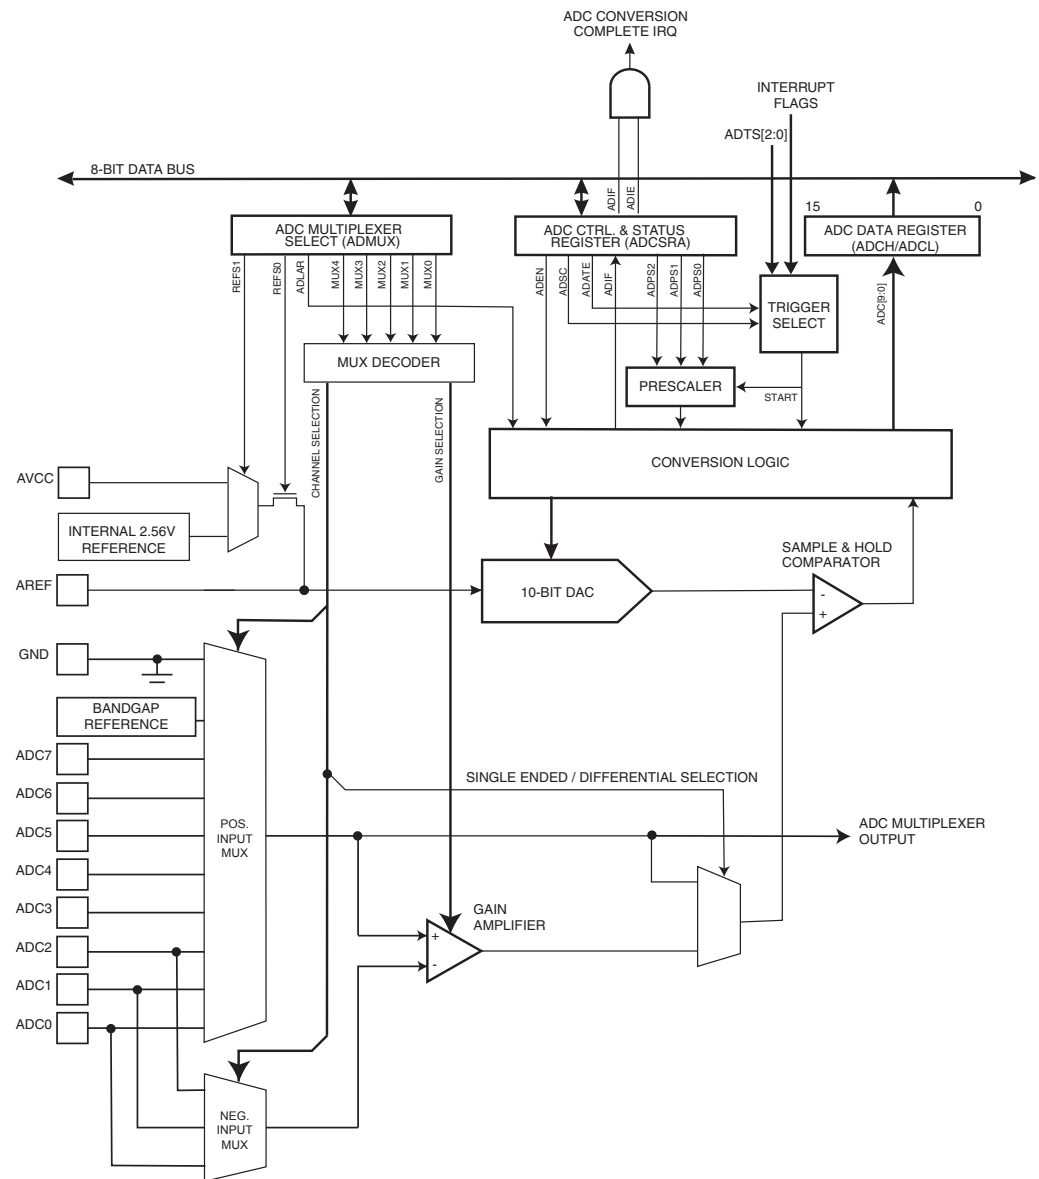 ADC CONVERSION
COMPLETE IRQ
INTERRUPT
FLAGS
ADTS[2:0]
8-BIT DATA BUS
ADIF
ADIE
15
0
ADC MULTIPLEXER
SELECT (ADMUX)
ADC CTRL. & STATUS
REGISTER (ADCSRA)
ADC DATA REGISTER
(ADCH/ADCL)
REFS1
REFS0
ADLAR
MUX4
MUX3
MUX2
MUX1
MUX0
ADEN
ADSC
ADATE
ADIF
ADPS2
ADPS1
ADPS0
ADC[9:0]
TRIGGER
SELECT
MUX DECODER
PRESCALER
START
CHANNEL SELECTION
GAIN SELECTION
CONVERSION LOGIC
AVCC
INTERNAL 2.56V
REFERENCE
SAMPLE & HOLD
COMPARATOR
AREF
10-BIT DAC
-
+
GND
BANDGAP
REFERENCE
ADC7
ADC6
ADC5
ADC4
ADC3
ADC2
ADC1
ADC0
SINGLE ENDED / DIFFERENTIAL SELECTION
POS.
INPUT
MUX
ADC MULTIPLEXER
OUTPUT
GAIN
AMPLIFIER
+
-
NEG.
INPUT
MUX